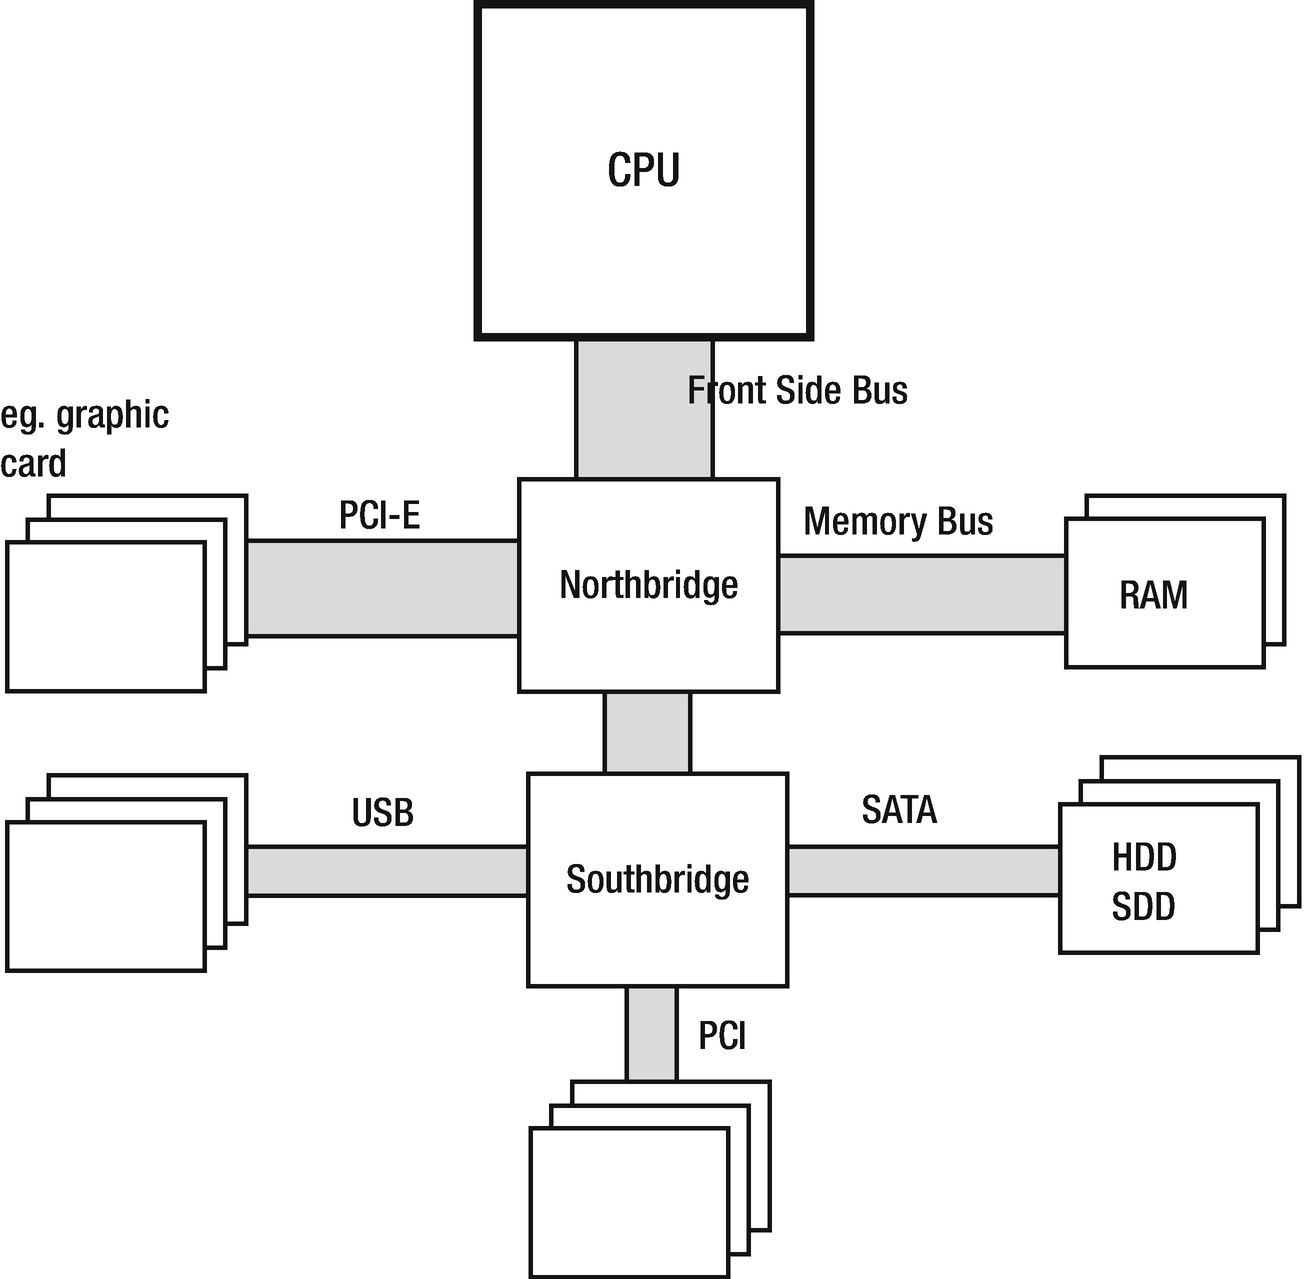 CPU
Front Side Bus
eg. graphic
card
PCI-E
Memory Bus
Northbridge
RAM
USB
SATA
Southbridge
HDD
SDD
PCI